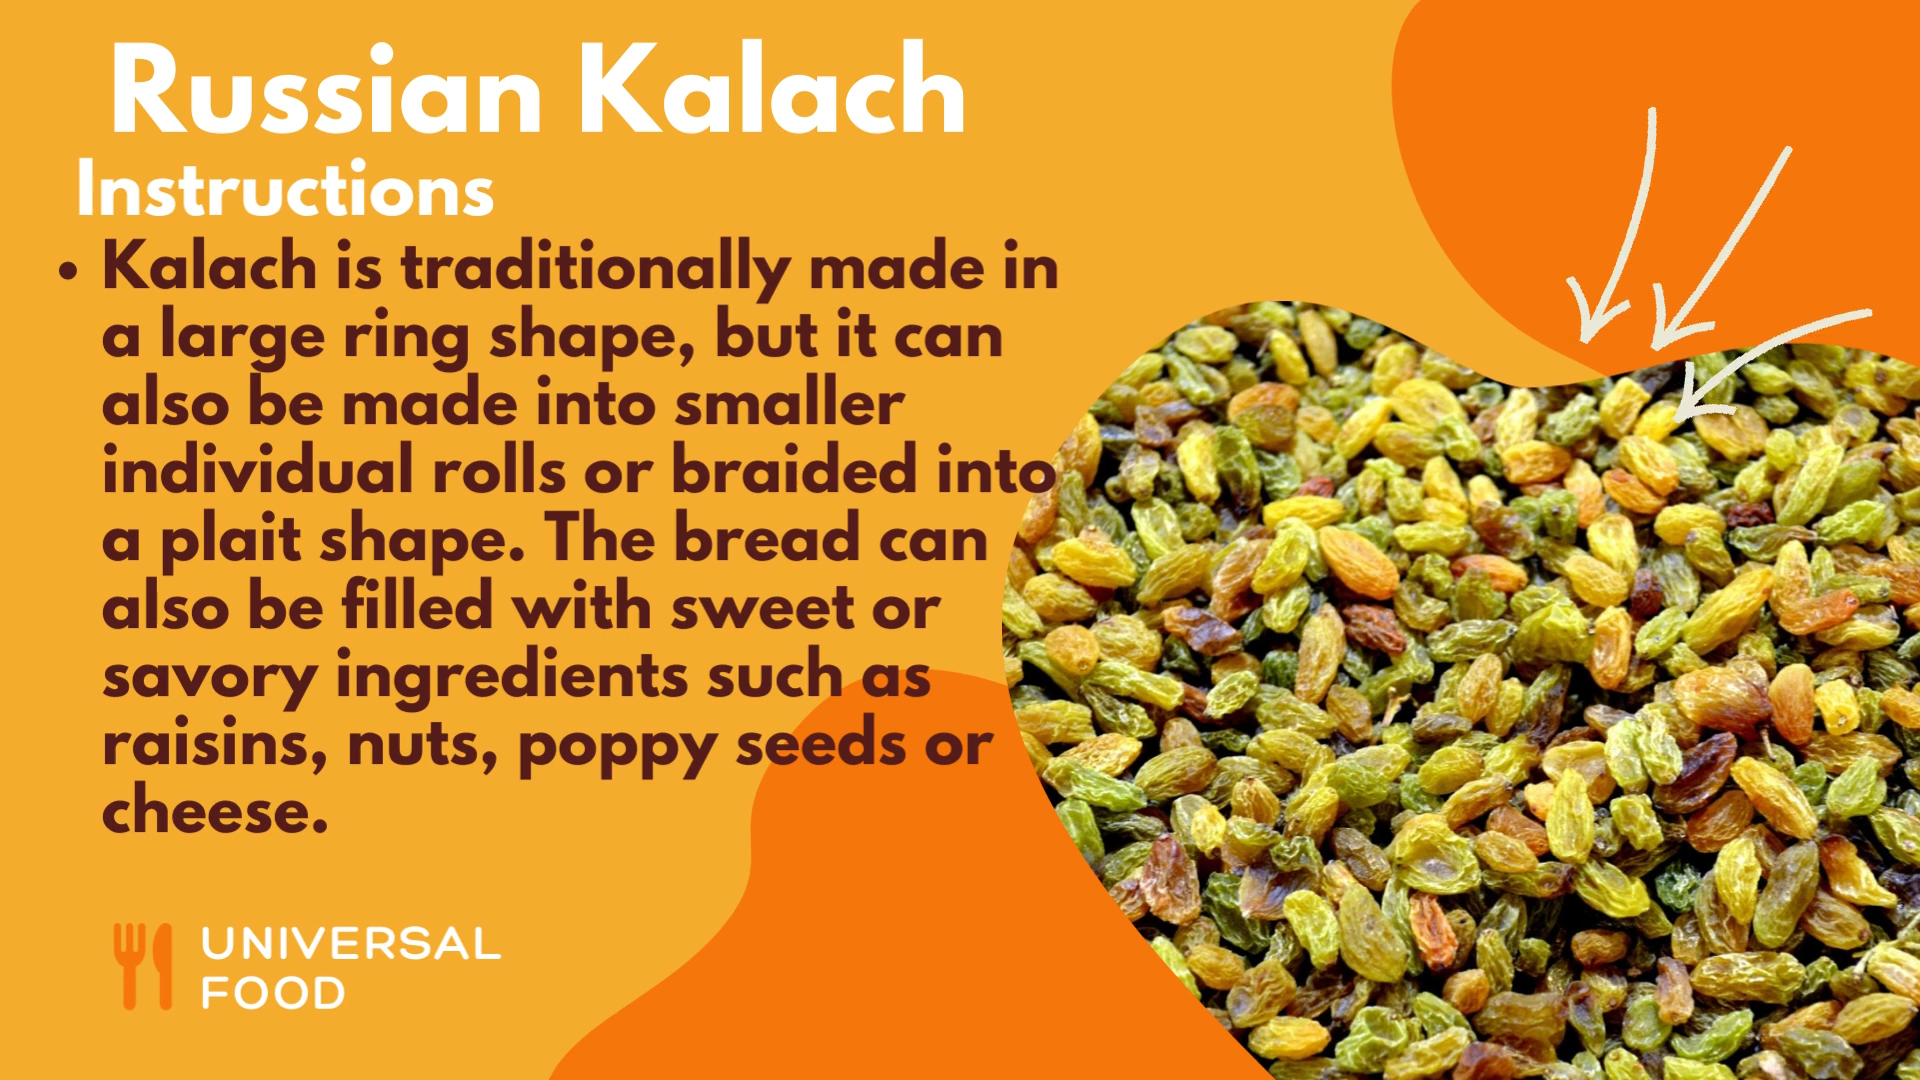 Russian Kalach
Instructions
• Kalach is traditionally made in
a large ring shape, but it can
also be made into smaller
individual rolls or braided into
a plait shape. The bread can
also be filled with sweet or
savory ingredients such as
raisins, nuts, poppy seeds or
cheese.
UNIVERSAL
FOOD